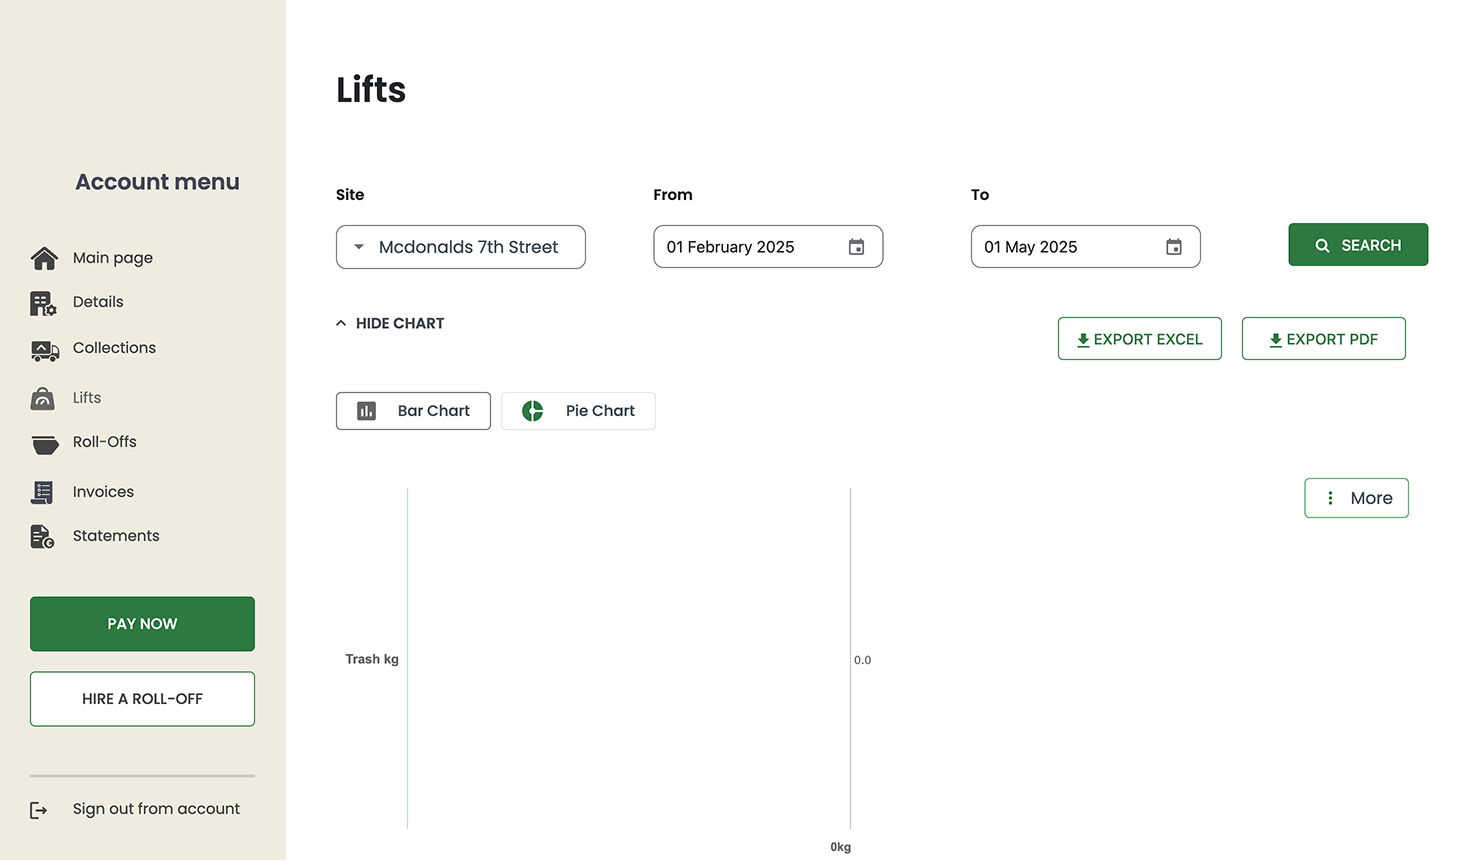 Account menu
Main page
Details
Collections
Lifts
Roll-Offs
Invoices
Statements
PAY NOW
HIRE A ROLL-OFF
Sign out from account
Lifts
Site
From
To
Mcdonalds 7th Street
01 February 2025
01 May 2025
SEARCH
HIDE CHART
EXPORT EXCEL
EXPORT PDF
Bar Chart
Pie Chart
More
Trash kg
0.0
0kg